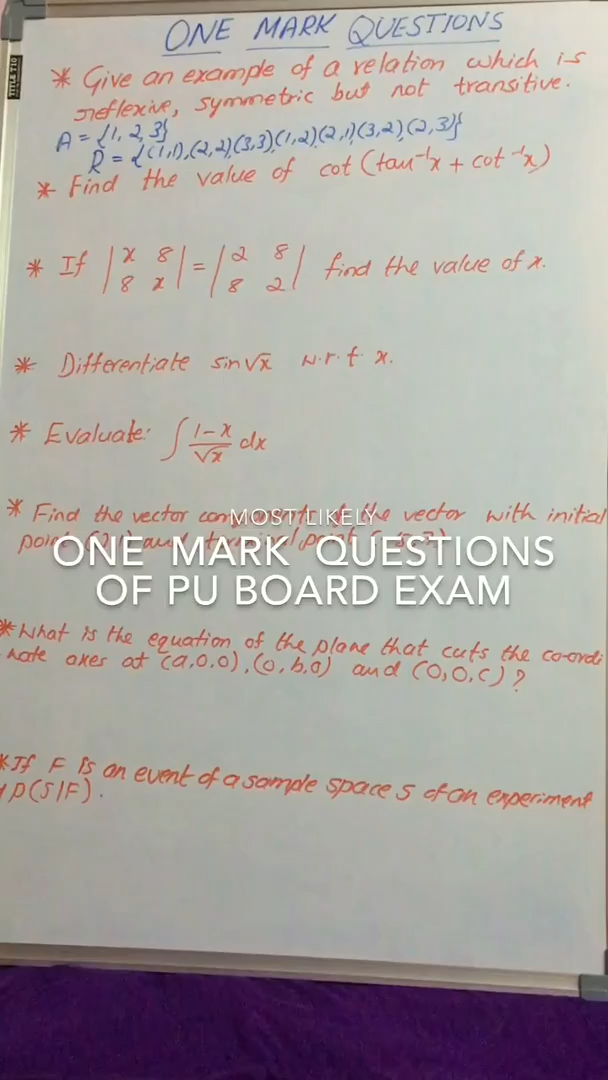 ONE MARK QUESTIONS
* Give an example of a relation which is
reflexive, symmetric but not transitive.
A = {1, 2, 3}
R = {(1,1),(2,2)(3,3)(1,2)(2,1)(3,2),(2,3)}
* Find the value of cot (tan⁻¹x + cot⁻¹x)
* If |x 8| = |2 8| find the value of x.
|8 x| |8 2|
* Differentiate sin√x w.r.t x.
* Evaluate: ∫ (1-x)/√x dx
* Find the vector the vector with initial
MOST LIKELY
ONE MARK QUESTIONS
OF PU BOARD EXAM
* What is the equation of the plane that cuts the co-ordi
nate axes at (a,0,0),(0,b,0) and (0,0,c)?
* If F is an event of a sample space S of an experiment
P(S/F).